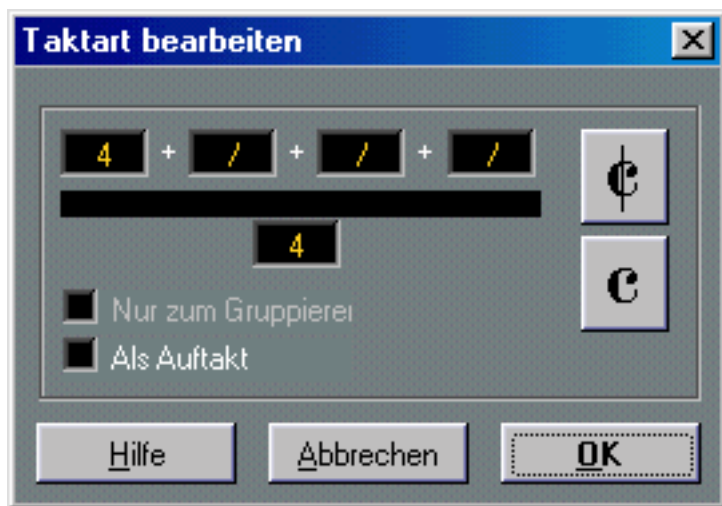 Taktart bearbeiten
4 + / + / + /
4
Nur zum Gruppierei
Als Auftakt
Hilfe Abbrechen OK